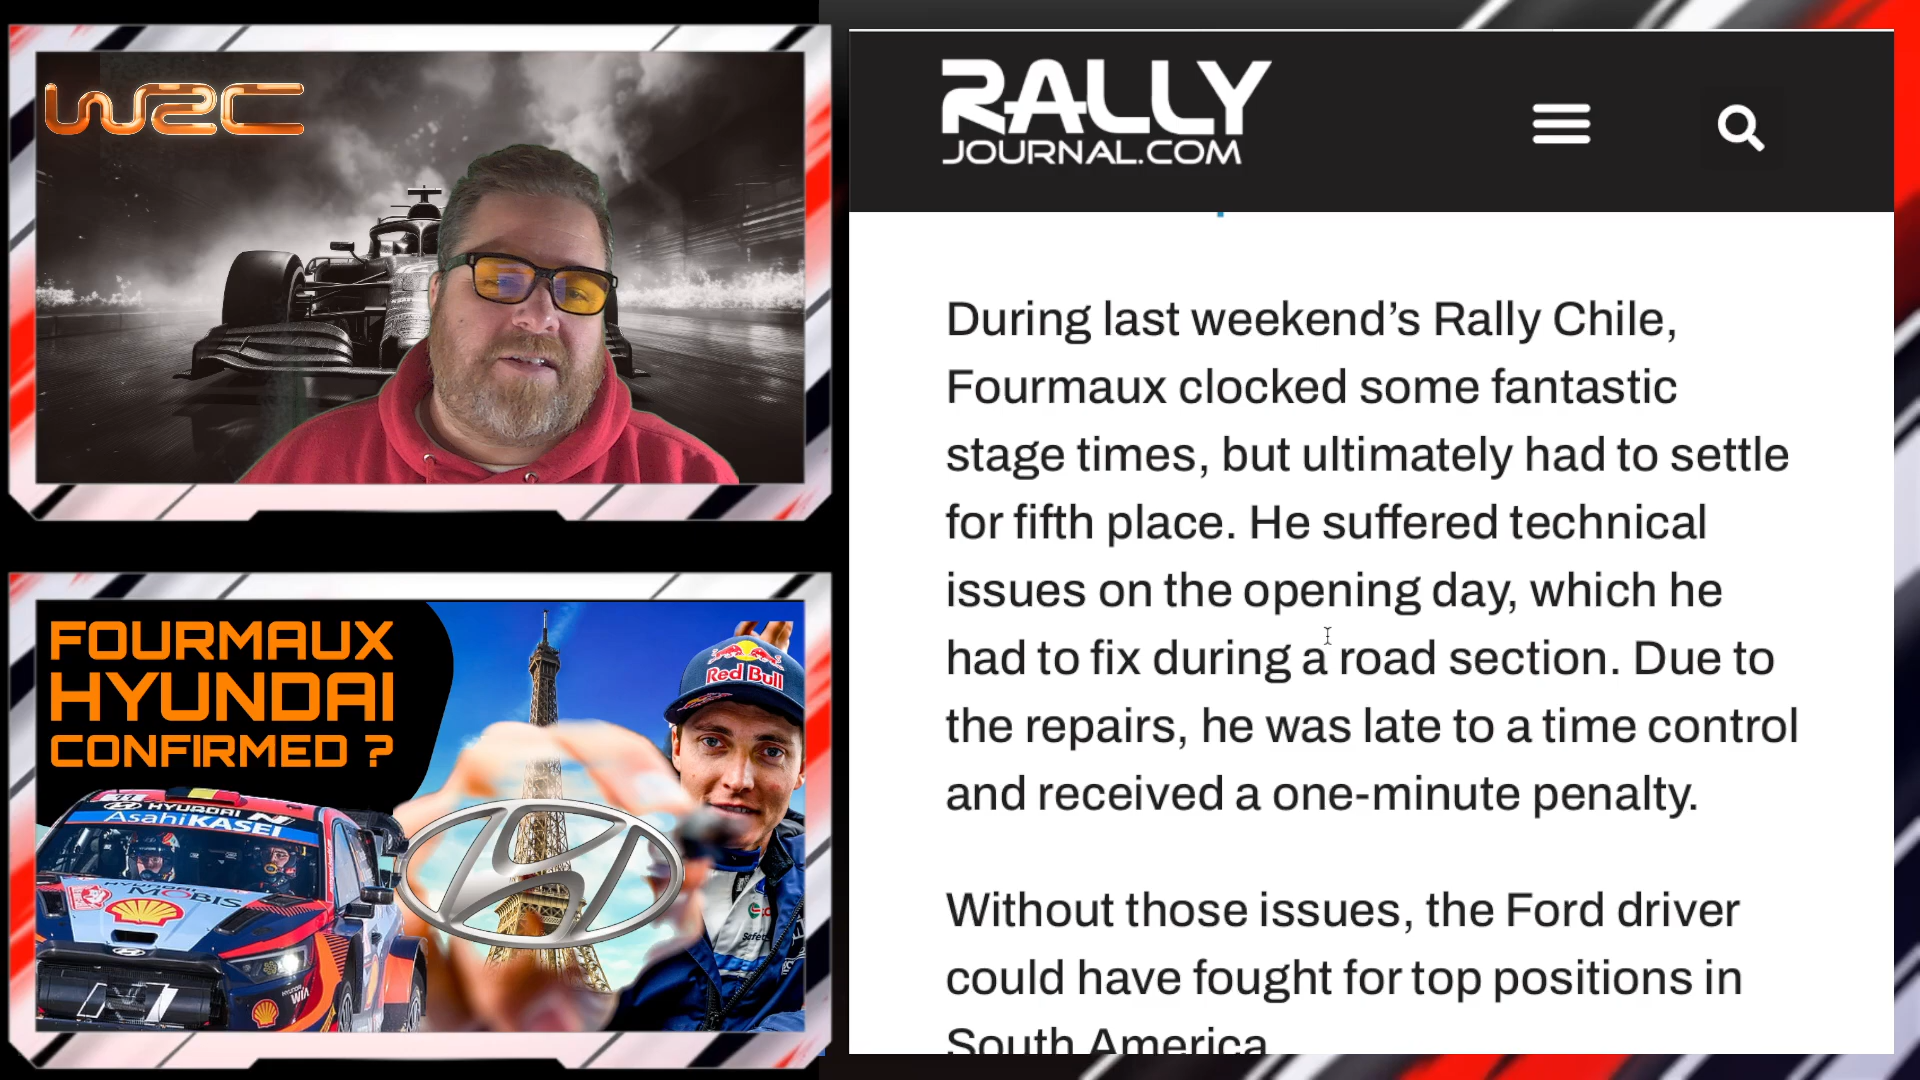 WRC
RALLY
JOURNAL.COM
During last weekend’s Rally Chile,
Fourmaux clocked some fantastic
stage times, but ultimately had to settle
for fifth place. He suffered technical
issues on the opening day, which he
had to fix during a road section. Due to
the repairs, he was late to a time control
and received a one-minute penalty.
Without those issues, the Ford driver
could have fought for top positions in
South America.
FOURMAUX
HYUNDAI
CONFIRMED ?
Red Bull
HYUNDAI N
AsahiKASEI
MOBIS
WIA